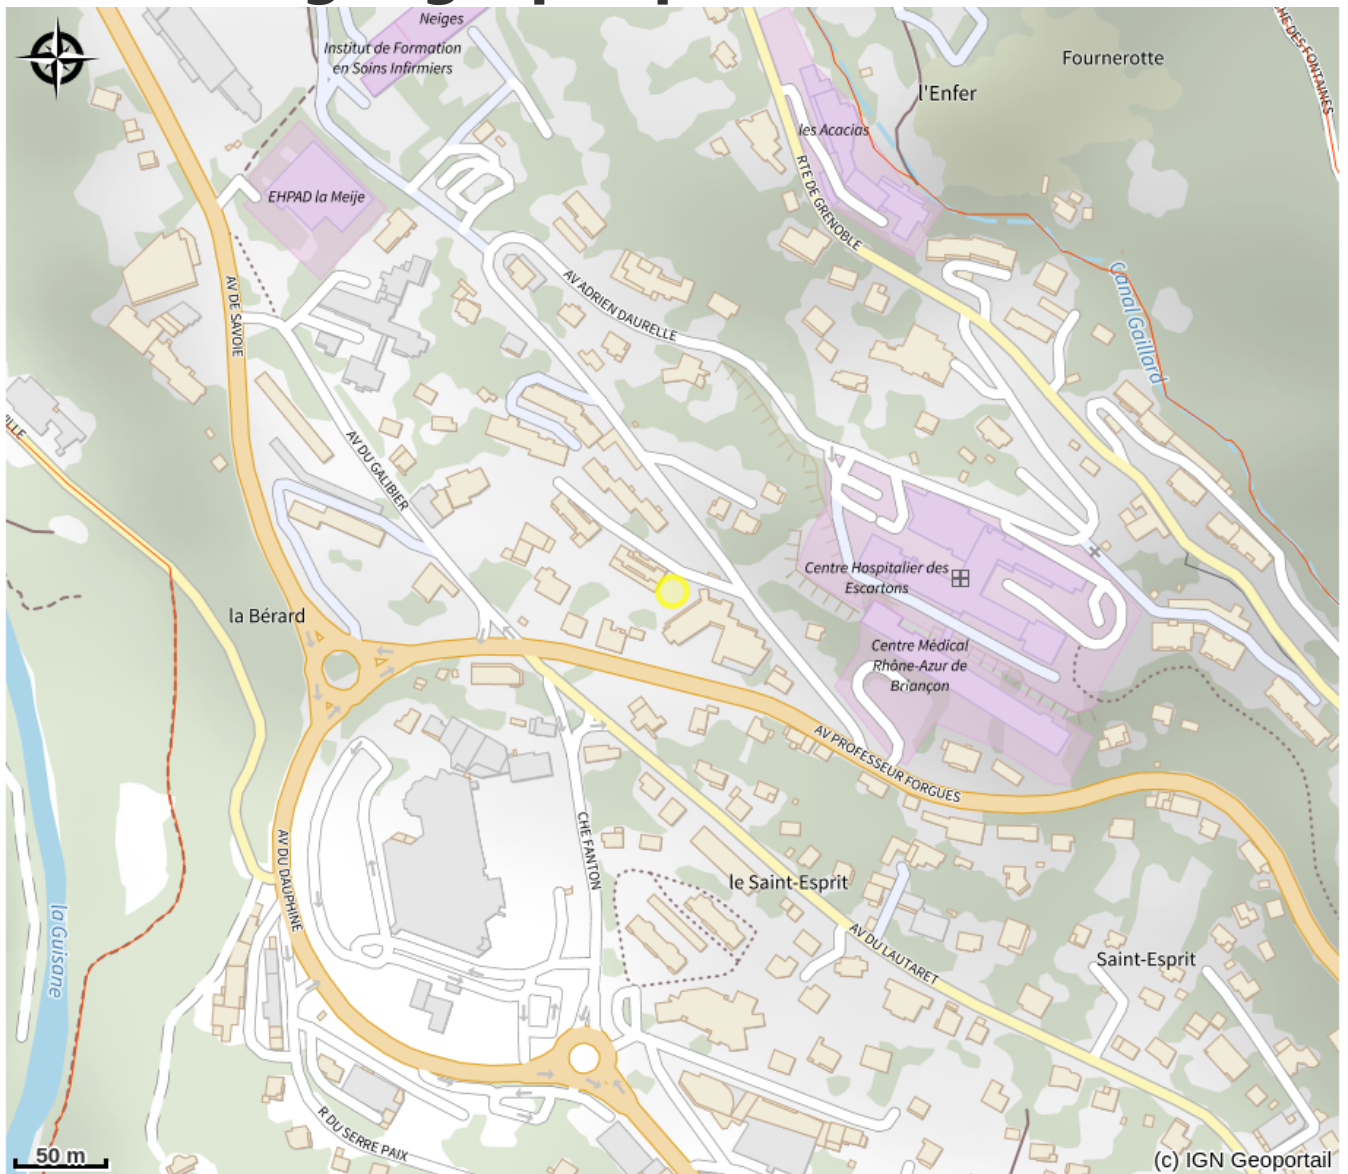 Neiges
Institut de Formation
en Soins Infirmiers
Fournerotte
l'Enfer
les Acacias
RTE DE GRENOBLE
EHPAD la Meije
AV DE SAVOIE
AV ADRIEN DAURELLE
Canal Gaillard
AV DU GALIBIER
Centre Hospitalier des
Escartons
la Bérard
Centre Médical
Rhône-Azur de
Briançon
AV PROFESSEUR FORGUES
AV DU DAUPHINE
CHE FANTON
le Saint-Esprit
AV DU LAUTARET
Saint-Esprit
la Guisane
R DU SERRE PAIX
50 m
(c) IGN Geoportail